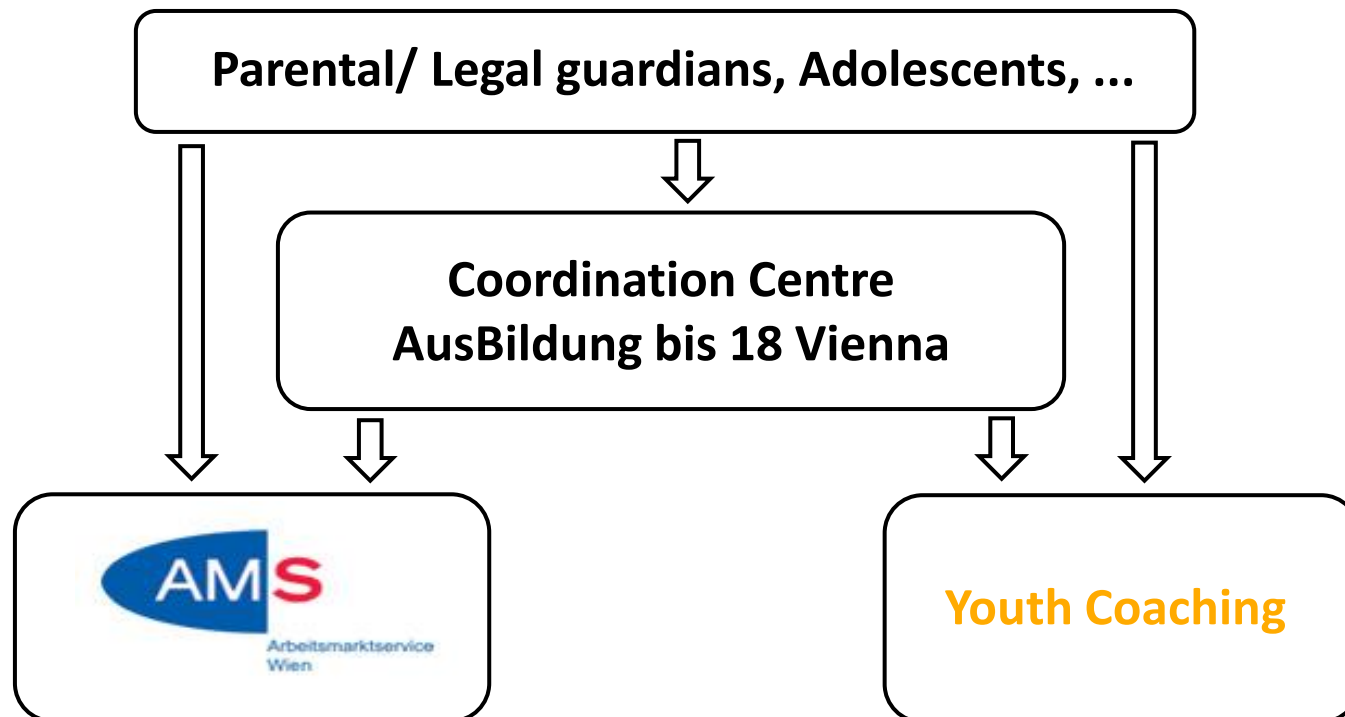 Parental/ Legal guardians, Adolescents, ...
Coordination Centre
AusBildung bis 18 Vienna
AMS
Arbeitsmarktservice
Wien
Youth Coaching